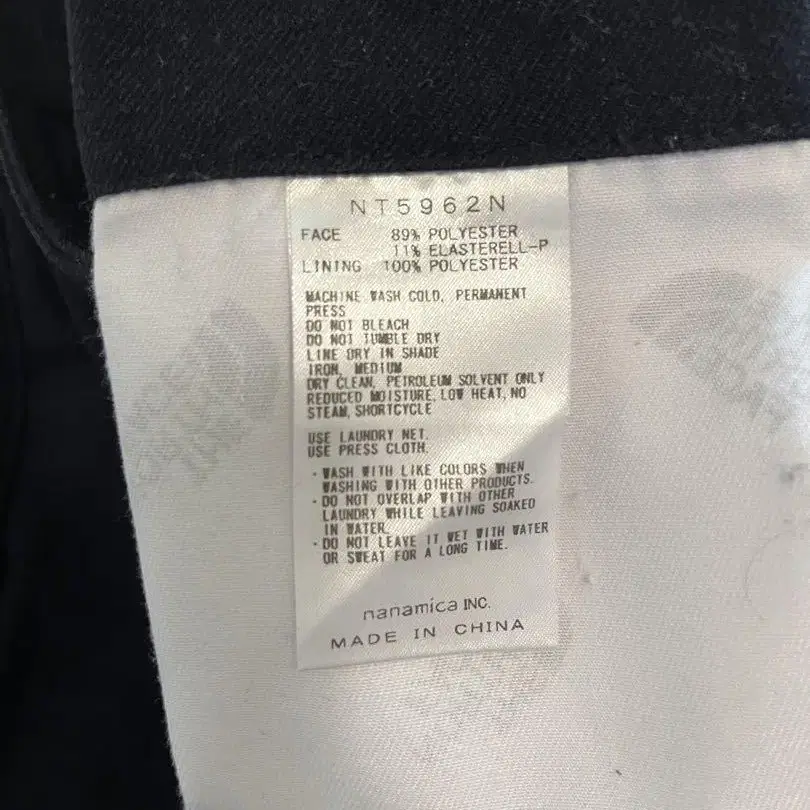 NT5962N
FACE 89% POLYESTER
11% ELASTERELL-P
LINING 100% POLYESTER
MACHINE WASH COLD, PERMANENT
PRESS
DO NOT BLEACH
DO NOT TUMBLE DRY
LINE DRY IN SHADE
IRON, MEDIUM
DRY CLEAN, PETROLEUM SOLVENT ONLY
REDUCED MOISTURE, LOW HEAT, NO
STEAM, SHORTCYCLE
USE LAUNDRY NET.
USE PRESS CLOTH.
・WASH WITH LIKE COLORS WHEN
WASHING WITH OTHER PRODUCTS.
・DO NOT OVERLAP WITH OTHER
LAUNDRY WHILE LEAVING SOAKED
IN WATER.
・DO NOT LEAVE IT WET WITH WATER
OR SWEAT FOR A LONG TIME.
nanamica INC.
MADE IN CHINA